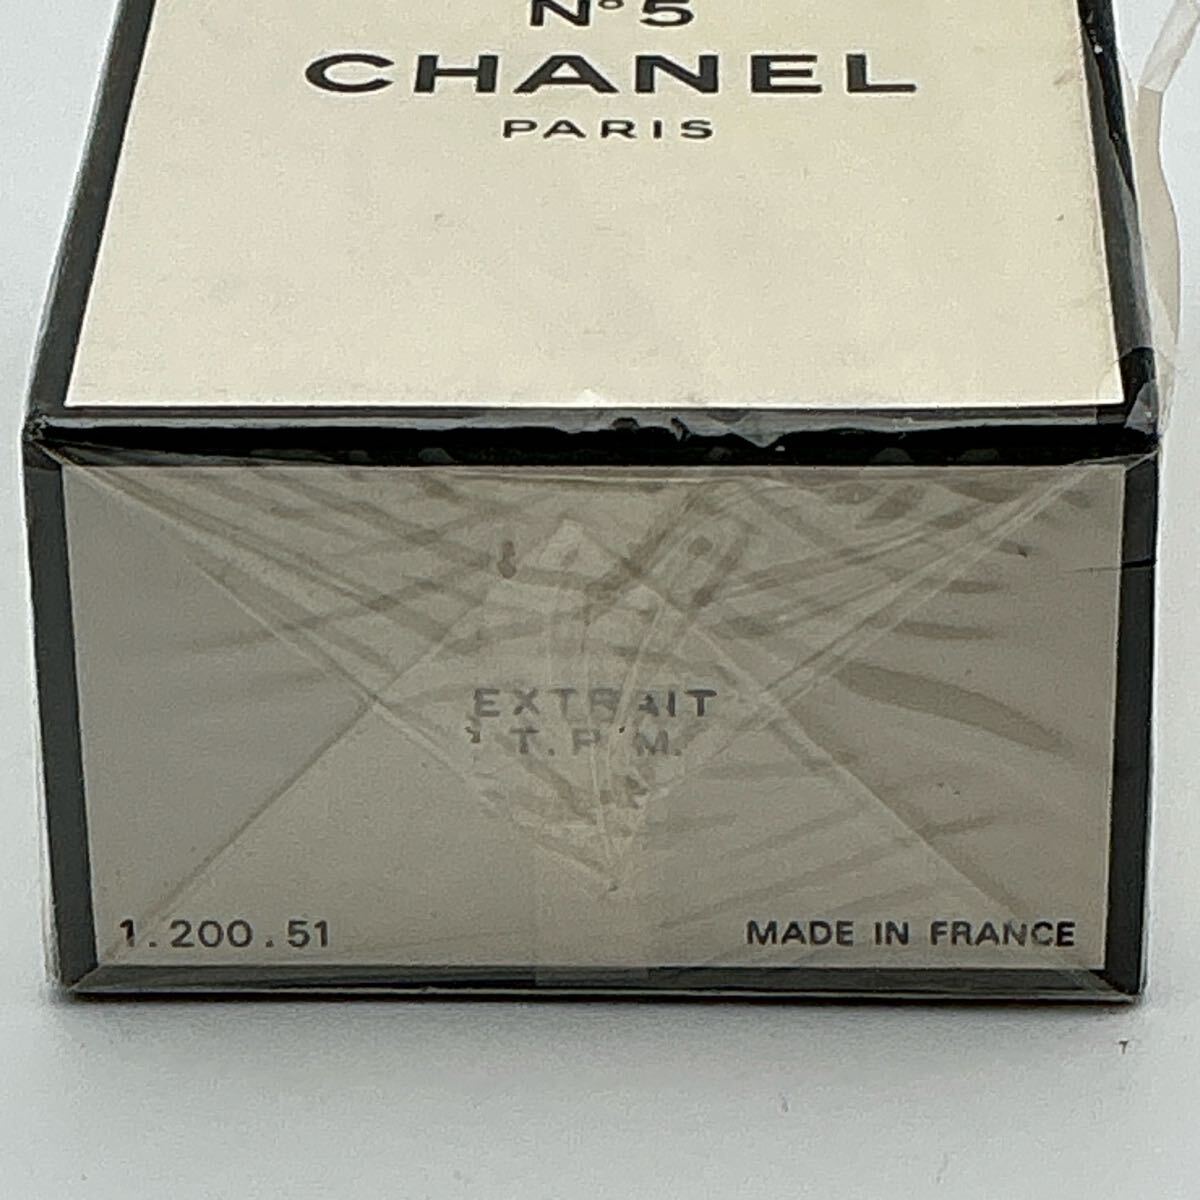 N°5
CHANEL
PARIS
EXTRAIT
T.P.M.
1.200.51
MADE IN FRANCE